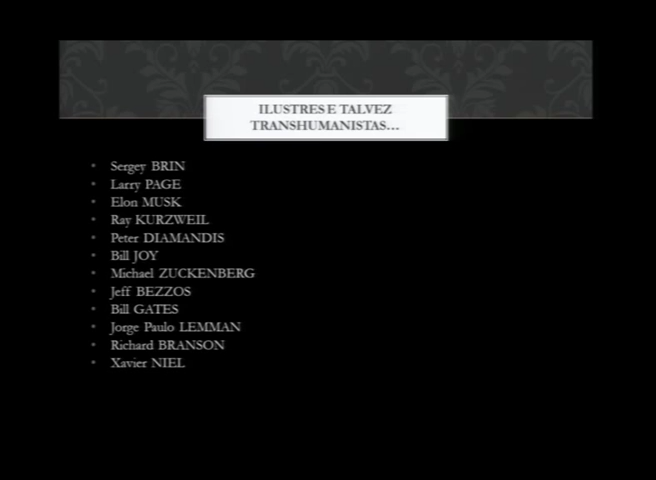 ILUSTRES E TALVEZ
TRANSHUMANISTAS...
• Sergey BRIN
• Larry PAGE
• Elon MUSK
• Ray KURZWEIL
• Peter DIAMANDIS
• Bill JOY
• Michael ZUCKENBERG
• Jeff BEZZOS
• Bill GATES
• Jorge Paulo LEMMAN
• Richard BRANSON
• Xavier NIEL